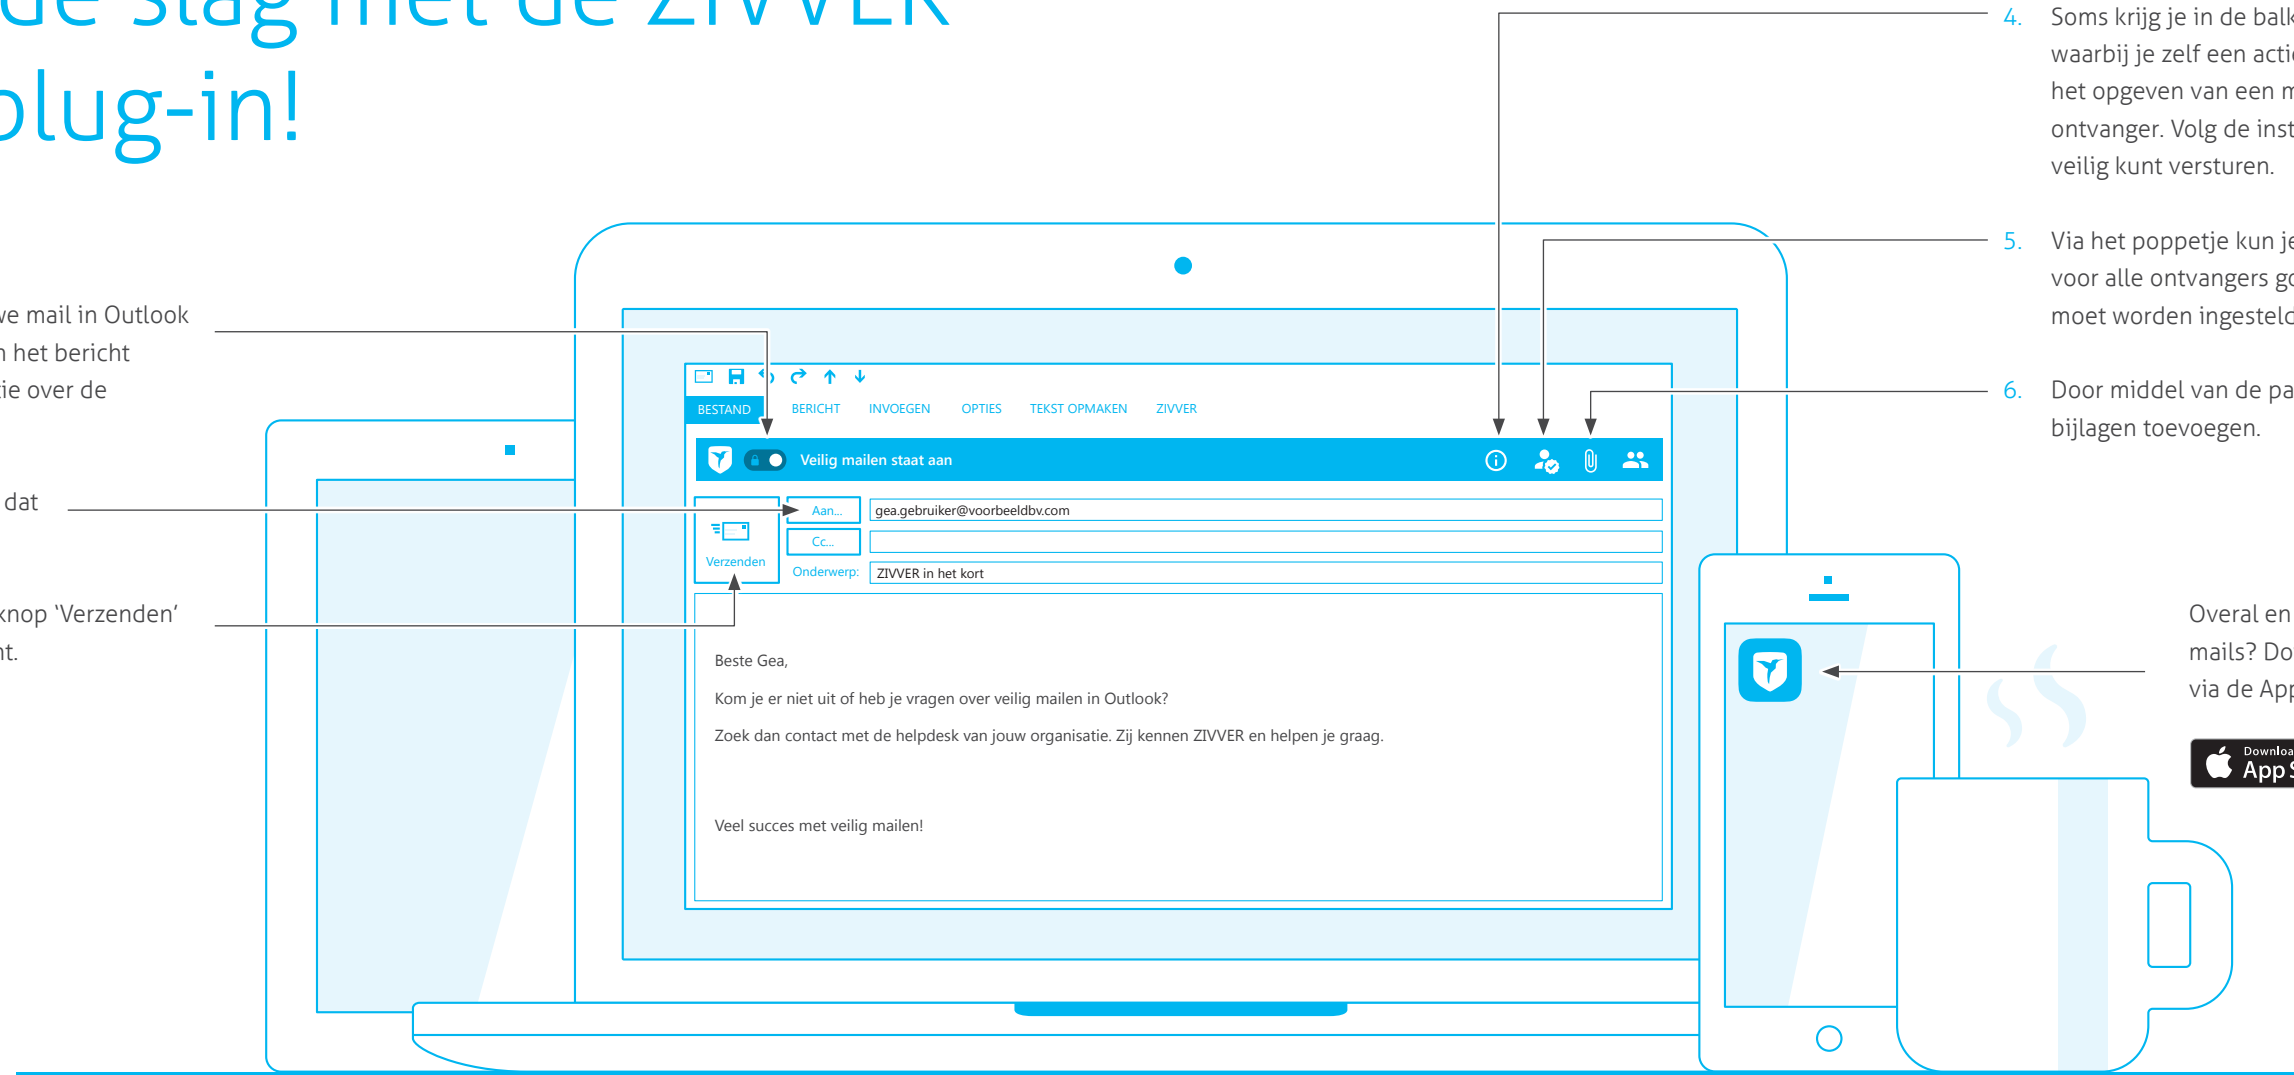 de slag met de ZIVVER
plug-in!
mail in Outlook
het bericht
over de
dat
knop ‘Verzenden’
4. Soms krijg je in de balk
waarbij je zelf een actie
het opgeven van een
ontvanger. Volg de
veilig kunt versturen.
5. Via het poppetje kun je
voor alle ontvangers
moet worden ingesteld
6. Door middel van de
bijlagen toevoegen.
BESTAND BERICHT INVOEGEN OPTIES TEKST OPMAKEN ZIVVER
Veilig mailen staat aan
Verzenden
Aan... gea.gebruiker@voorbeeldbv.com
Cc...
Onderwerp: ZIVVER in het kort
Beste Gea,
Kom je er niet uit of heb je vragen over veilig mailen in Outlook?
Zoek dan contact met de helpdesk van jouw organisatie. Zij kennen ZIVVER en helpen je graag.
Veel succes met veilig mailen!
Overal en
mails?
via de
App